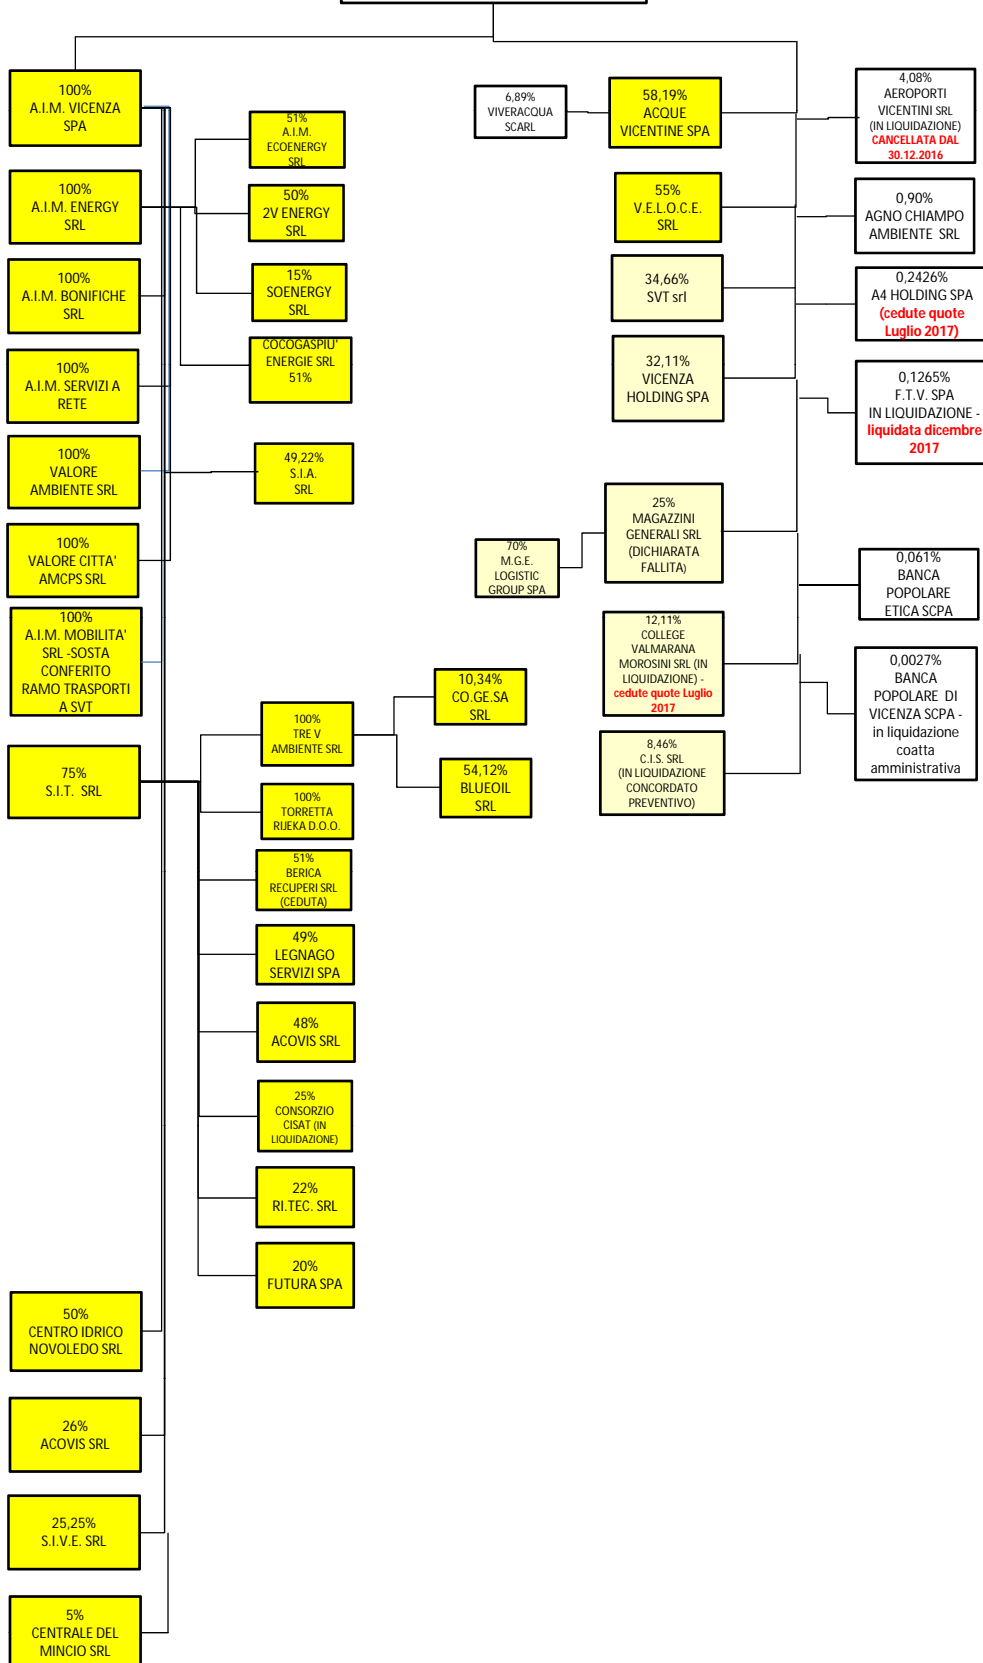 100%
A.I.M. VICENZA
SPA
100%
A.I.M. ENERGY
SRL
100%
A.I.M. BONIFICHE
SRL
100%
A.I.M. SERVIZI A
RETE
100%
VALORE
AMBIENTE SRL
100%
VALORE CITTA'
AMCPS SRL
100%
A.I.M. MOBILITA'
SRL -SOSTA
CONFERITO
RAMO TRASPORTI
A SVT
75%
S.I.T. SRL
50%
CENTRO IDRICO
NOVOLEDO SRL
26%
ACOVIS SRL
25,25%
S.I.V.E. SRL
5%
CENTRALE DEL
MINCIO SRL
51%
A.I.M.
ECOENERGY
SRL
50%
2V ENERGY
SRL
15%
SOENERGY
SRL
COCOGASPIU'
ENERGIE SRL
51%
49,22%
S.I.A.
SRL
100%
TRE V
AMBIENTE SRL
100%
TORRETTA
RIJEKA D.O.O.
51%
BERICA
RECUPERI SRL
(CEDUTA)
49%
LEGNAGO
SERVIZI SPA
48%
ACOVIS SRL
25%
CONSORZIO
CISAT (IN
LIQUIDAZIONE)
22%
RI.TEC. SRL
20%
FUTURA SPA
10,34%
CO.GE.SA
SRL
54,12%
BLUEOIL
SRL
6,89%
VIVERACQUA
SCARL
58,19%
ACQUE
VICENTINE SPA
55%
V.E.L.O.C.E.
SRL
34,66%
SVT srl
32,11%
VICENZA
HOLDING SPA
25%
MAGAZZINI
GENERALI SRL
(DICHIARATA
FALLITA)
70%
M.G.E.
LOGISTIC
GROUP SPA
12,11%
COLLEGE
VALMARANA
MOROSINI SRL (IN
LIQUIDAZIONE) -
cedute quote Luglio
2017
8,46%
C.I.S. SRL
(IN LIQUIDAZIONE
CONCORDATO
PREVENTIVO)
4,08%
AEROPORTI
VICENTINI SRL
(IN LIQUIDAZIONE)
CANCELLATA DAL
30.12.2016
0,90%
AGNO CHIAMPO
AMBIENTE SRL
0,2426%
A4 HOLDING SPA
(cedute quote
Luglio 2017)
0,1265%
F.T.V. SPA
IN LIQUIDAZIONE -
liquidata dicembre
2017
0,061%
BANCA
POPOLARE
ETICA SCPA
0,0027%
BANCA
POPOLARE DI
VICENZA SCPA -
in liquidazione
coatta
amministrativa